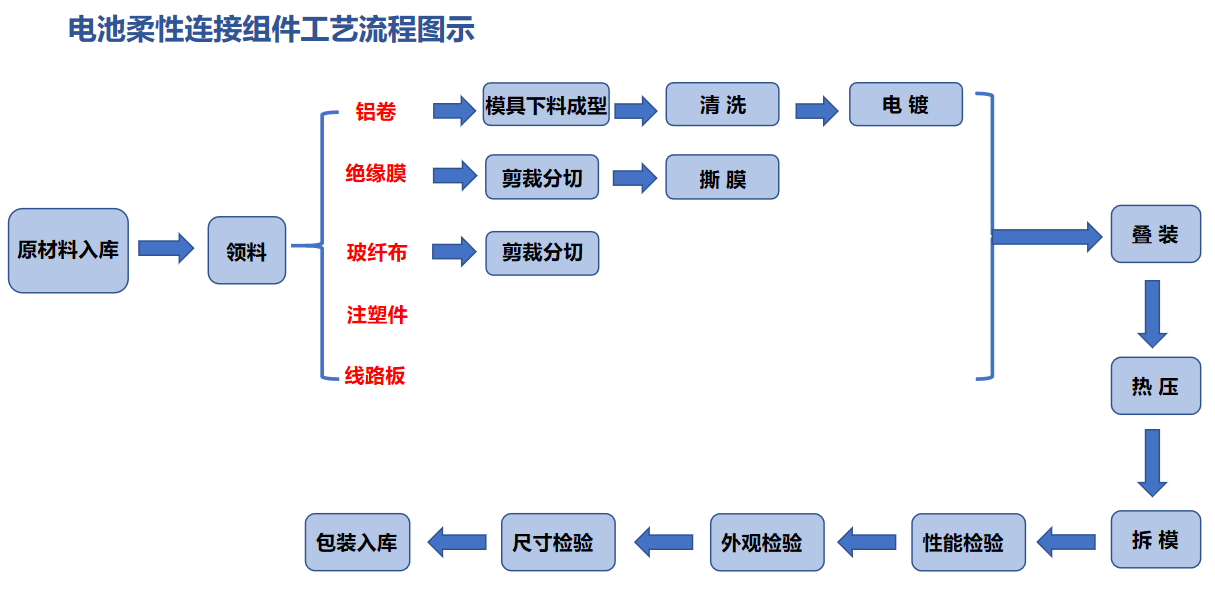 电池柔性连接组件工艺流程图示
铝卷
模具下料成型
清 洗
电 镀
绝缘膜
剪裁分切
撕 膜
原材料入库
领料
玻纤布
剪裁分切
叠 装
注塑件
线路板
热 压
包装入库
尺寸检验
外观检验
性能检验
拆 模